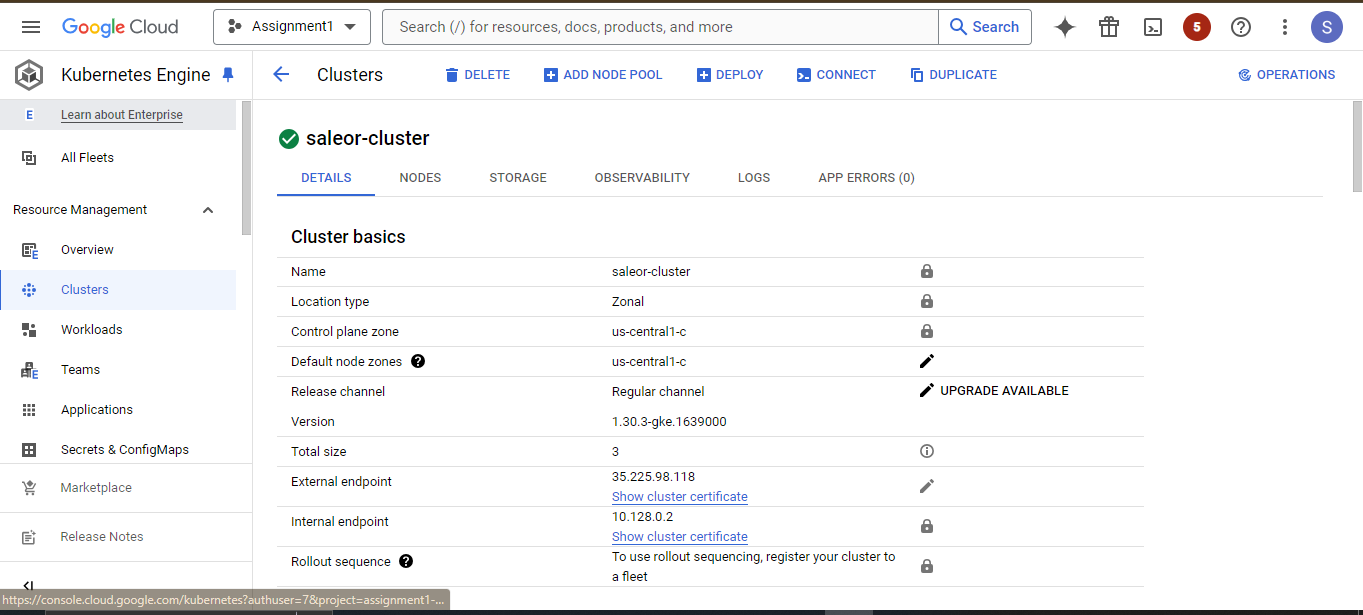 Google Cloud
Assignment1
Search (/) for resources, docs, products, and more
Search
5
S
Kubernetes Engine
Clusters
DELETE
ADD NODE POOL
DEPLOY
CONNECT
DUPLICATE
OPERATIONS
E
Learn about Enterprise
All Fleets
Resource Management
Overview
Clusters
Workloads
Teams
Applications
Secrets & ConfigMaps
Marketplace
Release Notes
saleor-cluster
DETAILS
NODES
STORAGE
OBSERVABILITY
LOGS
APP ERRORS (0)
Cluster basics
Name saleor-cluster
Location type Zonal
Control plane zone us-central1-c
Default node zones us-central1-c
Release channel Regular channel UPGRADE AVAILABLE
Version 1.30.3-gke.1639000
Total size 3
External endpoint 35.225.98.118
Show cluster certificate
Internal endpoint 10.128.0.2
Show cluster certificate
Rollout sequence To use rollout sequencing, register your cluster to
a fleet
https://console.cloud.google.com/kubernetes?authuser=7&project=assignment1-...